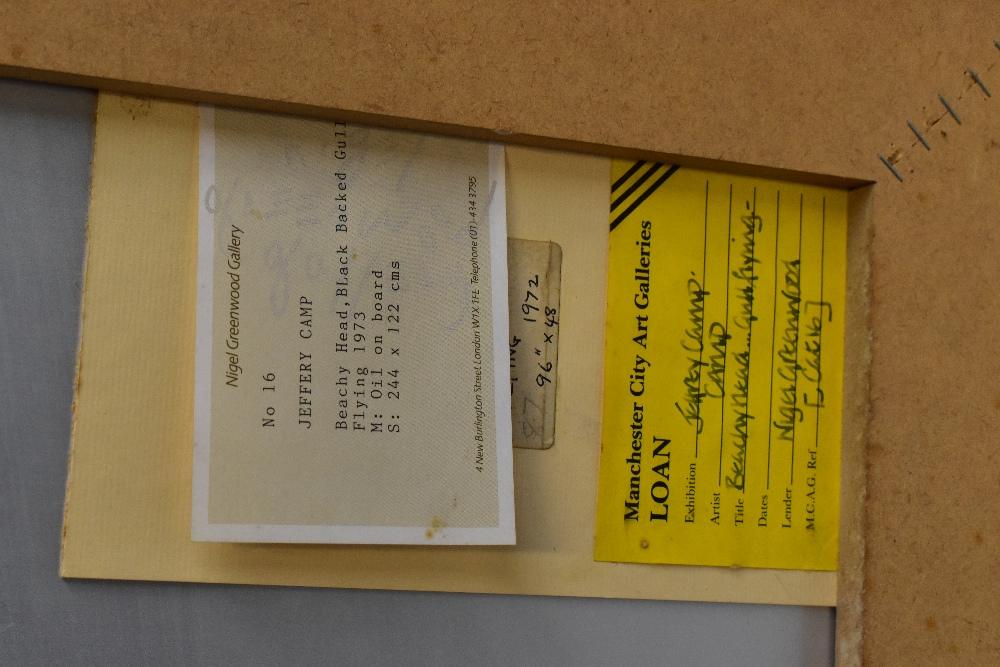 Nigel Greenwood Gallery
No 16
JEFFERY CAMP
Beachy Head, BLack Backed Gull
Flying 1973
M: Oil on board
S: 244 x 122 cms
4 New Burlington Street London W1X 1FE Telephone (01) 434 3795
1972
96" x 48
Manchester City Art Galleries
LOAN
Exhibition Jeffery Camp.
Artist CAMP
Title Beachy Head... Gull flying-
Dates
Lender Nigel Greenwood
M.C.A.G. Ref